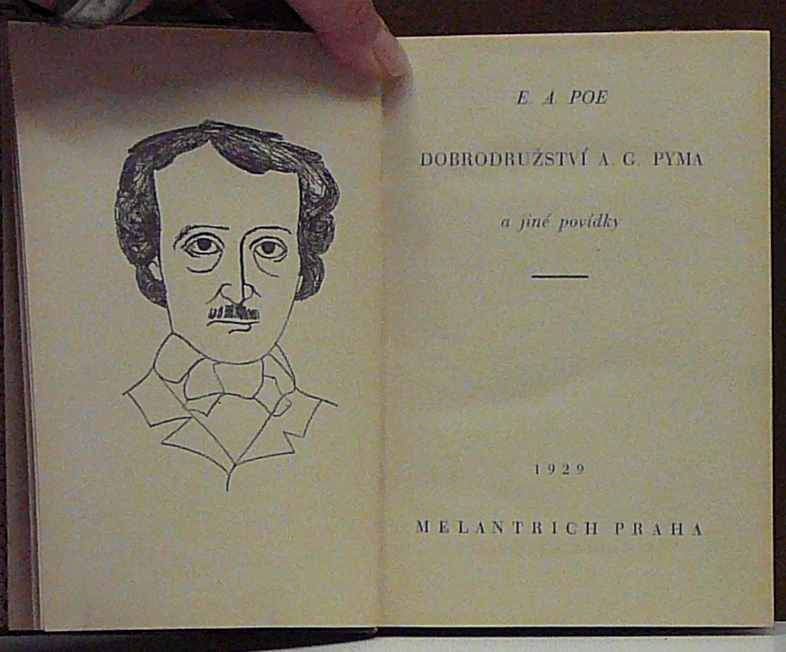 E A POE
DOBRODRUŽSTVÍ A G. PYMA
a jiné povídky
1929
MELANTRICH PRAHA